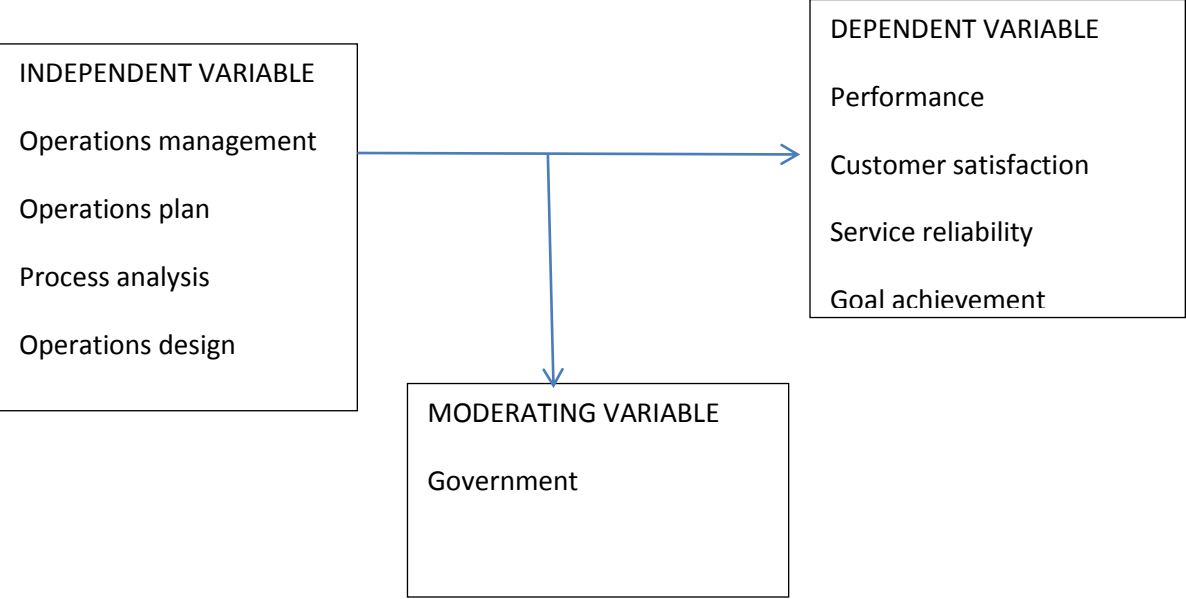 INDEPENDENT VARIABLE
Operations management
Operations plan
Process analysis
Operations design
DEPENDENT VARIABLE
Performance
Customer satisfaction
Service reliability
Goal achievement
MODERATING VARIABLE
Government